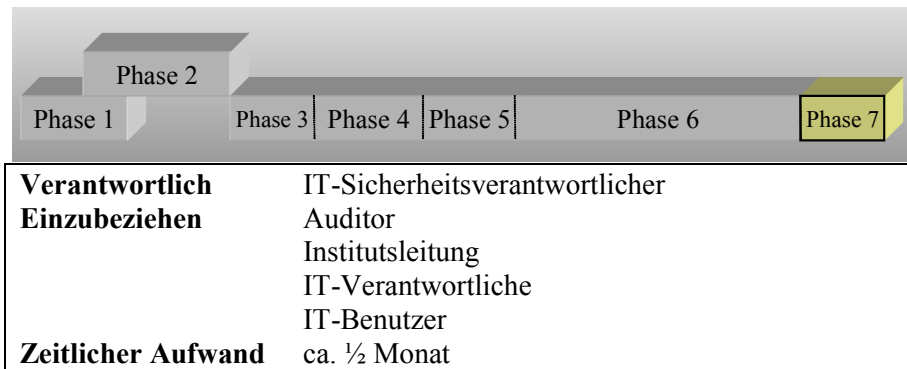 Phase 2
Phase 1 Phase 3 Phase 4 Phase 5 Phase 6 Phase 7
Verantwortlich IT-Sicherheitsverantwortlicher
Einzubeziehen Auditor
Institutsleitung
IT-Verantwortliche
IT-Benutzer
Zeitlicher Aufwand ca. ½ Monat